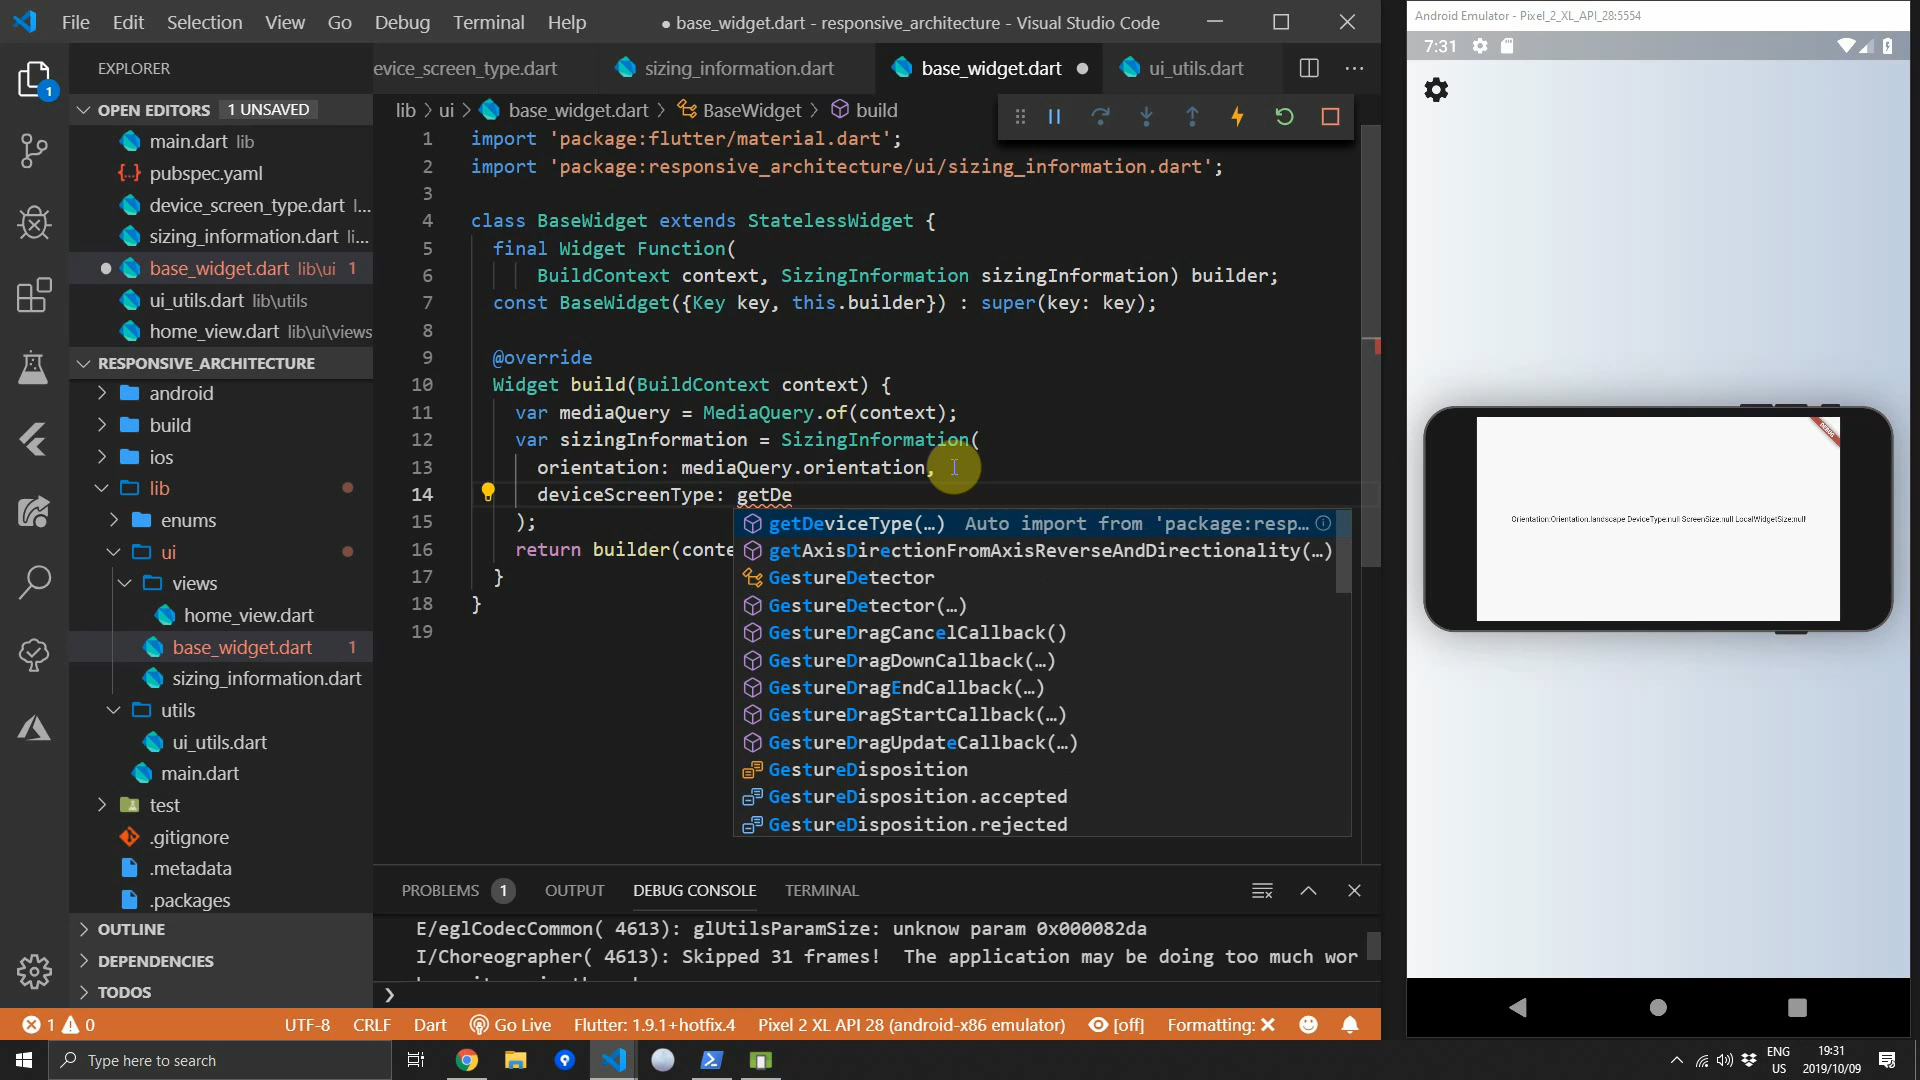 File Edit Selection View Go Debug Terminal Help
● base_widget.dart - responsive_architecture - Visual Studio Code
Android Emulator - Pixel_2_XL_API_28:5554
7:31
EXPLORER
OPEN EDITORS 1 UNSAVED
main.dart lib
pubspec.yaml
device_screen_type.dart l...
sizing_information.dart li...
base_widget.dart lib\ui 1
ui_utils.dart lib\utils
home_view.dart lib\ui\views
RESPONSIVE_ARCHITECTURE
android
build
ios
lib
enums
ui
views
home_view.dart
base_widget.dart 1
sizing_information.dart
utils
ui_utils.dart
main.dart
test
.gitignore
.metadata
.packages
OUTLINE
DEPENDENCIES
TODOS
evice_screen_type.dart sizing_information.dart base_widget.dart ● ui_utils.dart
lib > ui > base_widget.dart > BaseWidget > build
1 import 'package:flutter/material.dart';
2 import 'package:responsive_architecture/ui/sizing_information.dart';
3
4 class BaseWidget extends StatelessWidget {
5 final Widget Function(
6 BuildContext context, SizingInformation sizingInformation) builder;
7 const BaseWidget({Key key, this.builder}) : super(key: key);
8
9 @override
10 Widget build(BuildContext context) {
11 var mediaQuery = MediaQuery.of(context);
12 var sizingInformation = SizingInformation(
13 orientation: mediaQuery.orientation,
14 deviceScreenType: getDe
15 );
16 return builder(conte
17 }
18 }
19
getDeviceType(…) Auto import from 'package:resp…
getAxisDirectionFromAxisReverseAndDirectionality(…)
GestureDetector
GestureDetector(…)
GestureDragCancelCallback()
GestureDragDownCallback(…)
GestureDragEndCallback(…)
GestureDragStartCallback(…)
GestureDragUpdateCallback(…)
GestureDisposition
GestureDisposition.accepted
GestureDisposition.rejected
PROBLEMS 1 OUTPUT DEBUG CONSOLE TERMINAL
E/eglCodecCommon( 4613): glUtilsParamSize: unknow param 0x000082da
I/Choreographer( 4613): Skipped 31 frames! The application may be doing too much wor
DEBUG
Orientation:Orientation.landscape DeviceType:null ScreenSize:null LocalWidgetSize:null
1 0 UTF-8 CRLF Dart Go Live Flutter: 1.9.1+hotfix.4 Pixel 2 XL API 28 (android-x86 emulator) [off] Formatting: ✕
Type here to search
ENG
US
19:31
2019/10/09